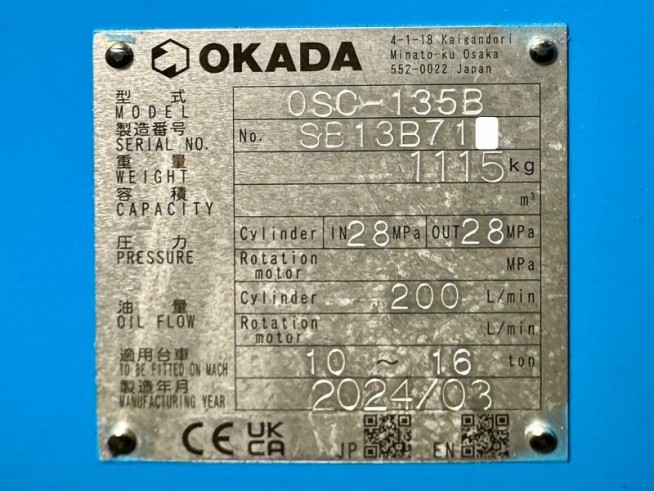 OKADA
4-1-18 Kaigandori
Minato-ku Osaka
552-0022 Japan
型 式
MODEL OSC-135B
製造番号
SERIAL NO. No. SB13B71
重 量
WEIGHT 1115kg
容 積
CAPACITY m³
圧 力
PRESSURE
Cylinder IN 28 MPa OUT 28 MPa
Rotation motor MPa
油 量
OIL FLOW
Cylinder 200 L/min
Rotation motor L/min
適用台車
TO BE FITTED ON MACH 10 ~ 16 ton
製造年月
MANUFACTURING YEAR 2024/03
CE UKCA JP EN